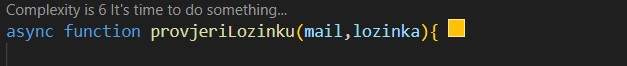 Complexity is 6 It's time to do something...
async function provjeriLozinku(mail,lozinka){